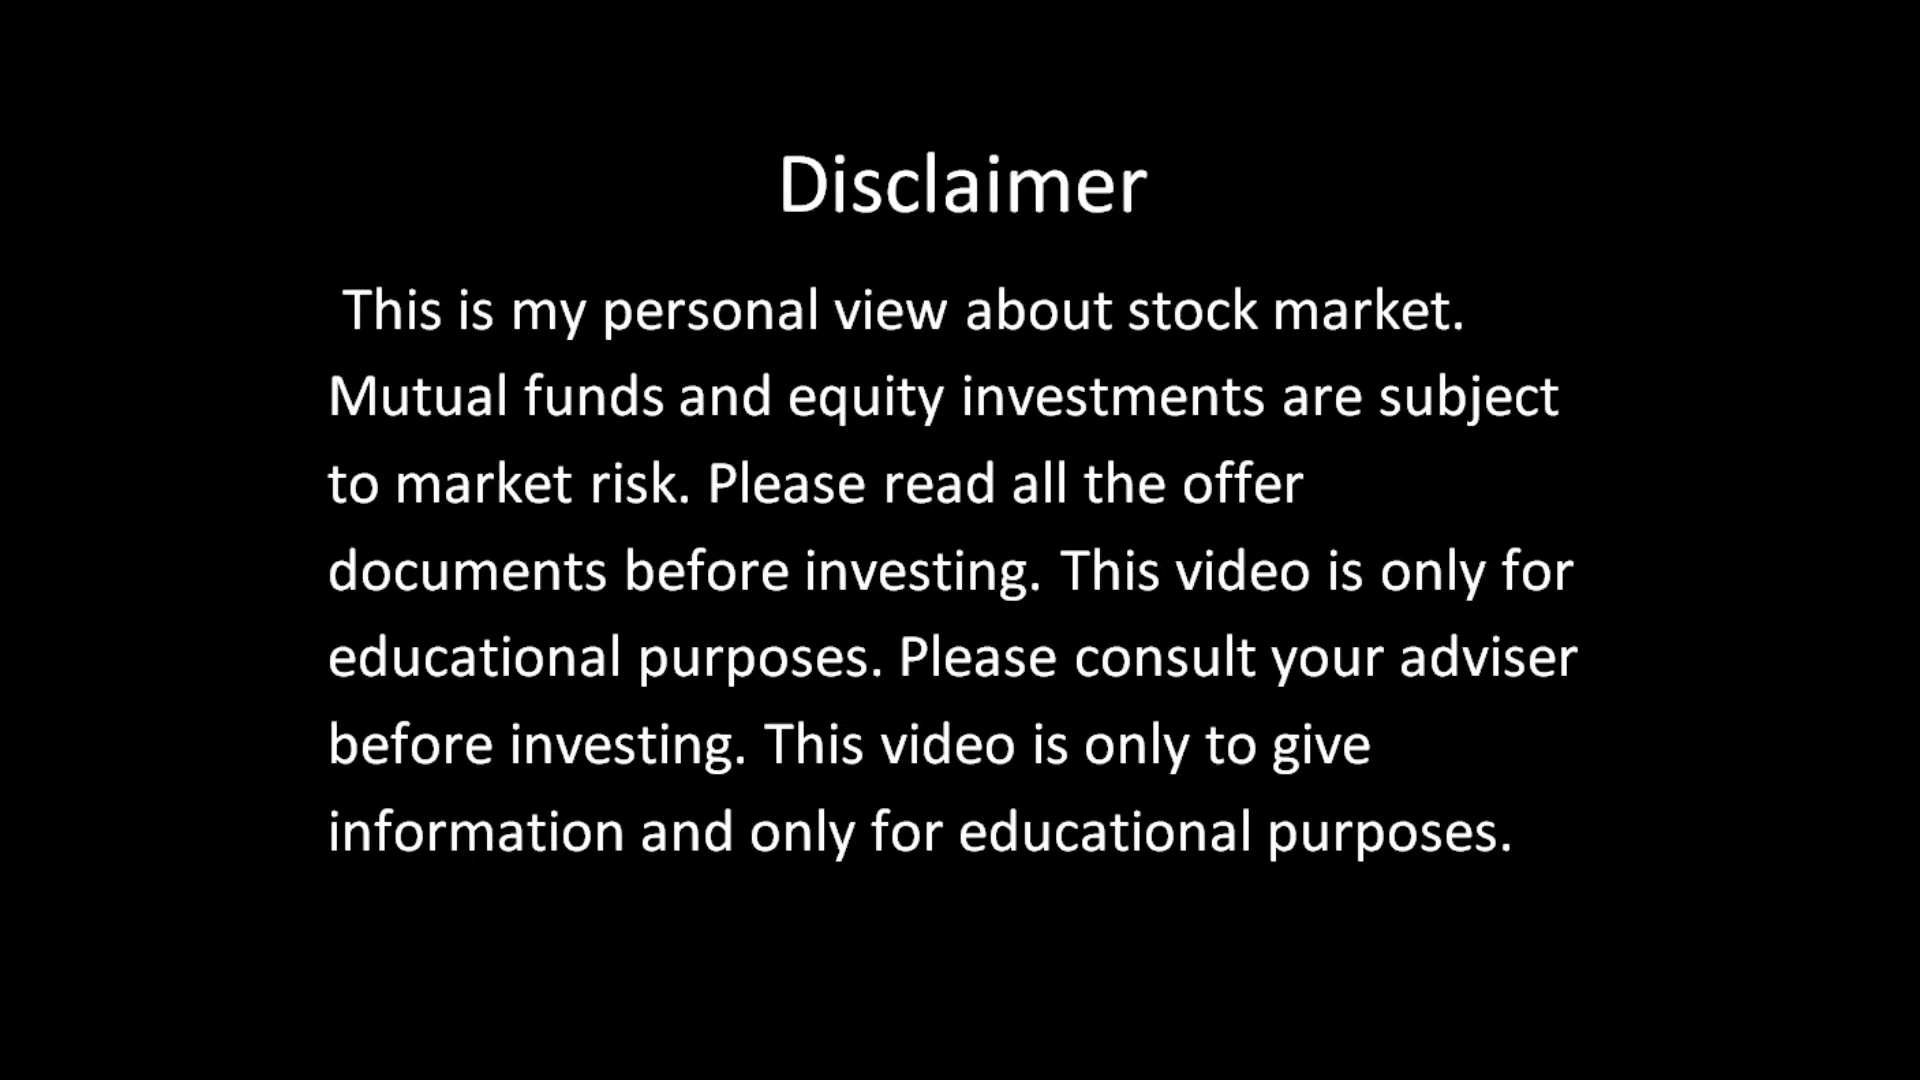 Disclaimer
This is my personal view about stock market.
Mutual funds and equity investments are subject
to market risk. Please read all the offer
documents before investing. This video is only for
educational purposes. Please consult your adviser
before investing. This video is only to give
information and only for educational purposes.